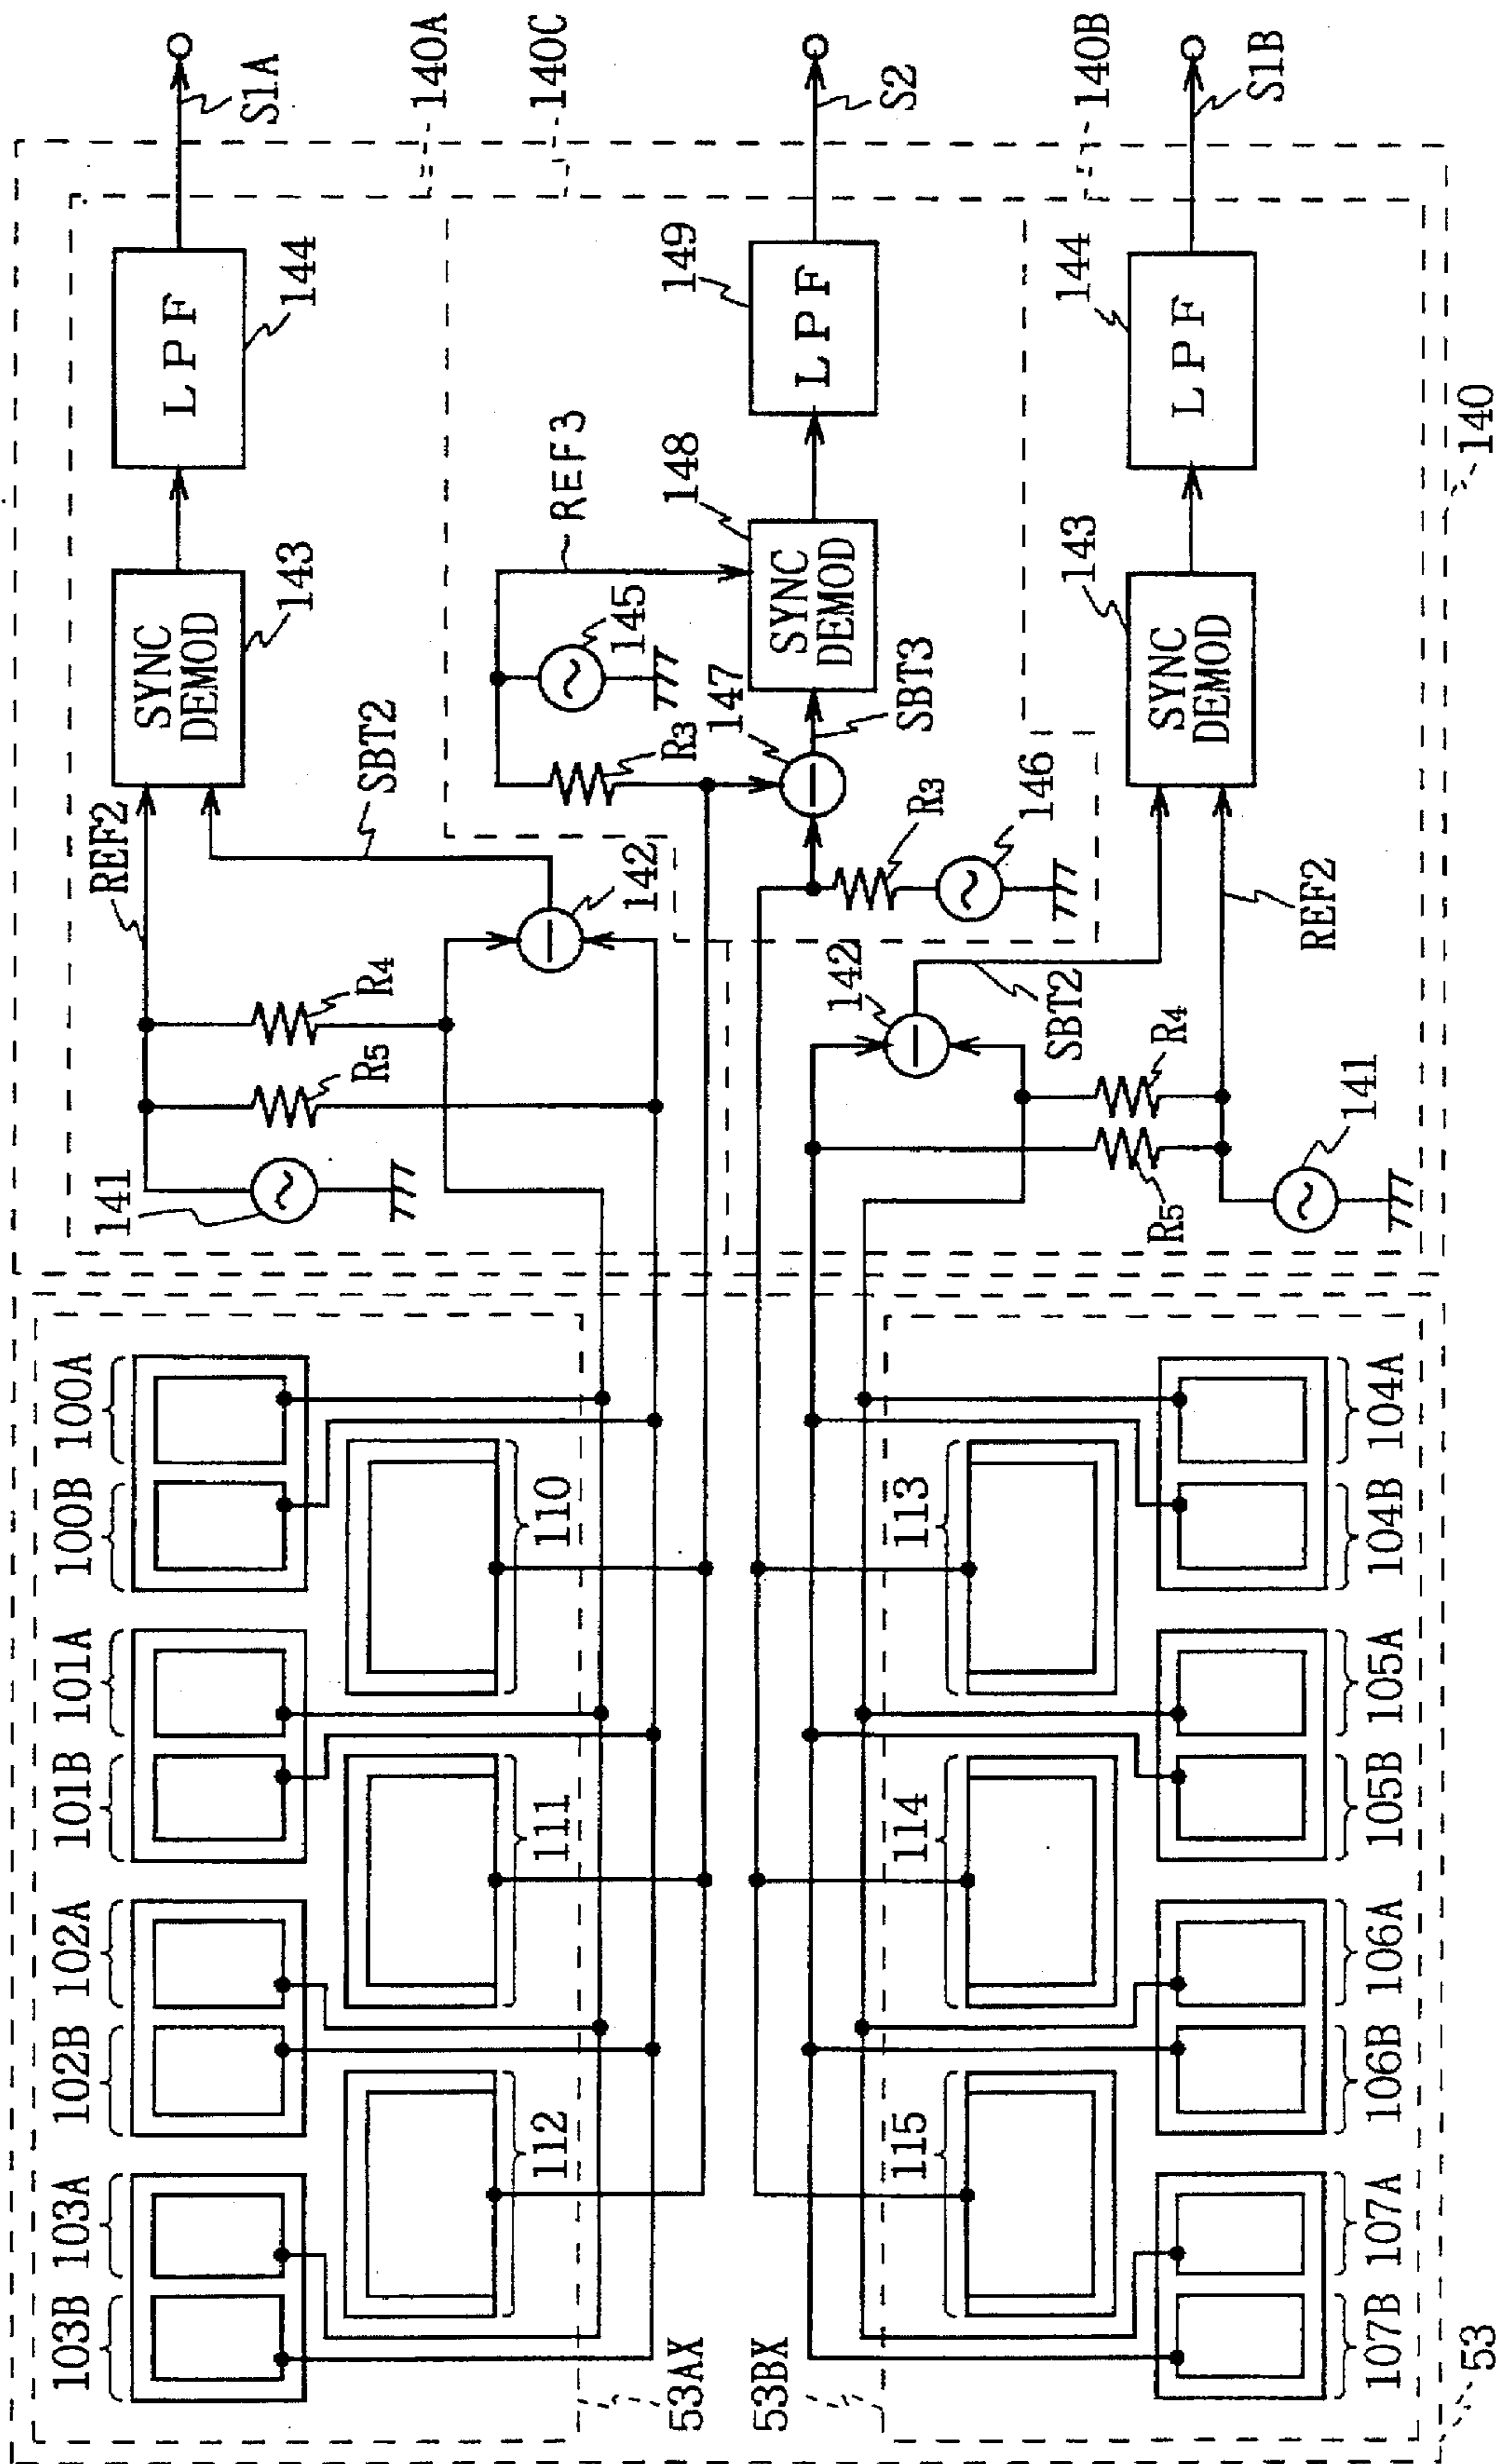 103B 103A 102B 102A 101B 101A 100B 100A
112
111
110
53AX
141
R5
R4
REF2
142
SBT2
SYNC
DEMOD
143
LPF
144
S1A
140A
140C
R3
145
147
REF3
SBT3
SYNC
DEMOD
148
LPF
149
S2
R3
146
53BX
115
114
113
142
SBT2
R5
R4
141
REF2
SYNC
DEMOD
143
LPF
144
S1B
140B
107B 107A 106B 106A 105B 105A 104B 104A
53
140